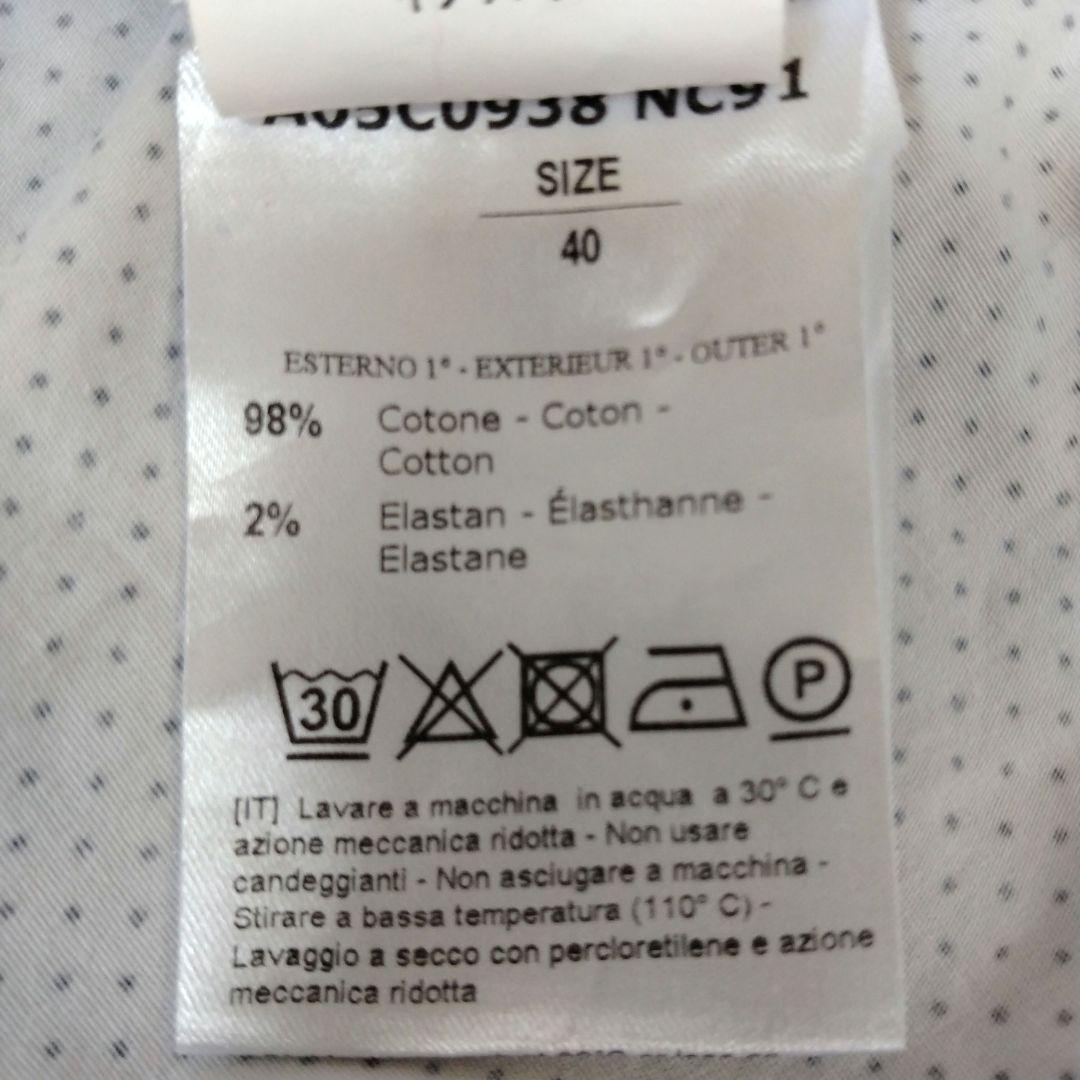 A05C0938 NC91
SIZE
40
ESTERNO 1° - EXTERIEUR 1° - OUTER 1°
98% Cotone - Coton -
Cotton
2% Elastan - Élasthanne -
Elastane
30 P
[IT] Lavare a macchina in acqua a 30° C e
azione meccanica ridotta - Non usare
candeggianti - Non asciugare a macchina -
Stirare a bassa temperatura (110° C) -
Lavaggio a secco con percloretilene e azione
meccanica ridotta